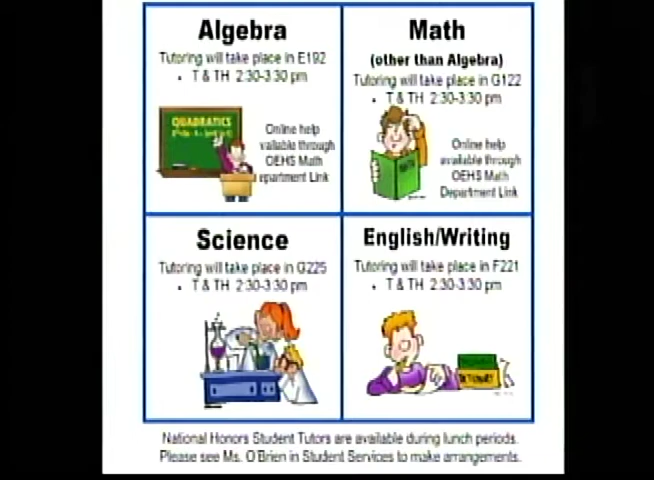 Algebra
Tutoring will take place in E192
• T & TH 2:30-3:30 pm
QUADRATICS
Online help
vailable through
OEHS Math
epartment Link
Math
(other than Algebra)
Tutoring will take place in G122
• T & TH 2:30-3:30 pm
MATH
Online help
available through
OEHS Math
Department Link
Science
Tutoring will take place in G225
• T & TH 2:30-3:30 pm
English/Writing
Tutoring will take place in F221
• T & TH 2:30-3:30 pm
National Honors Student Tutors are available during lunch periods.
Please see Ms. O'Brien in Student Services to make arrangements.